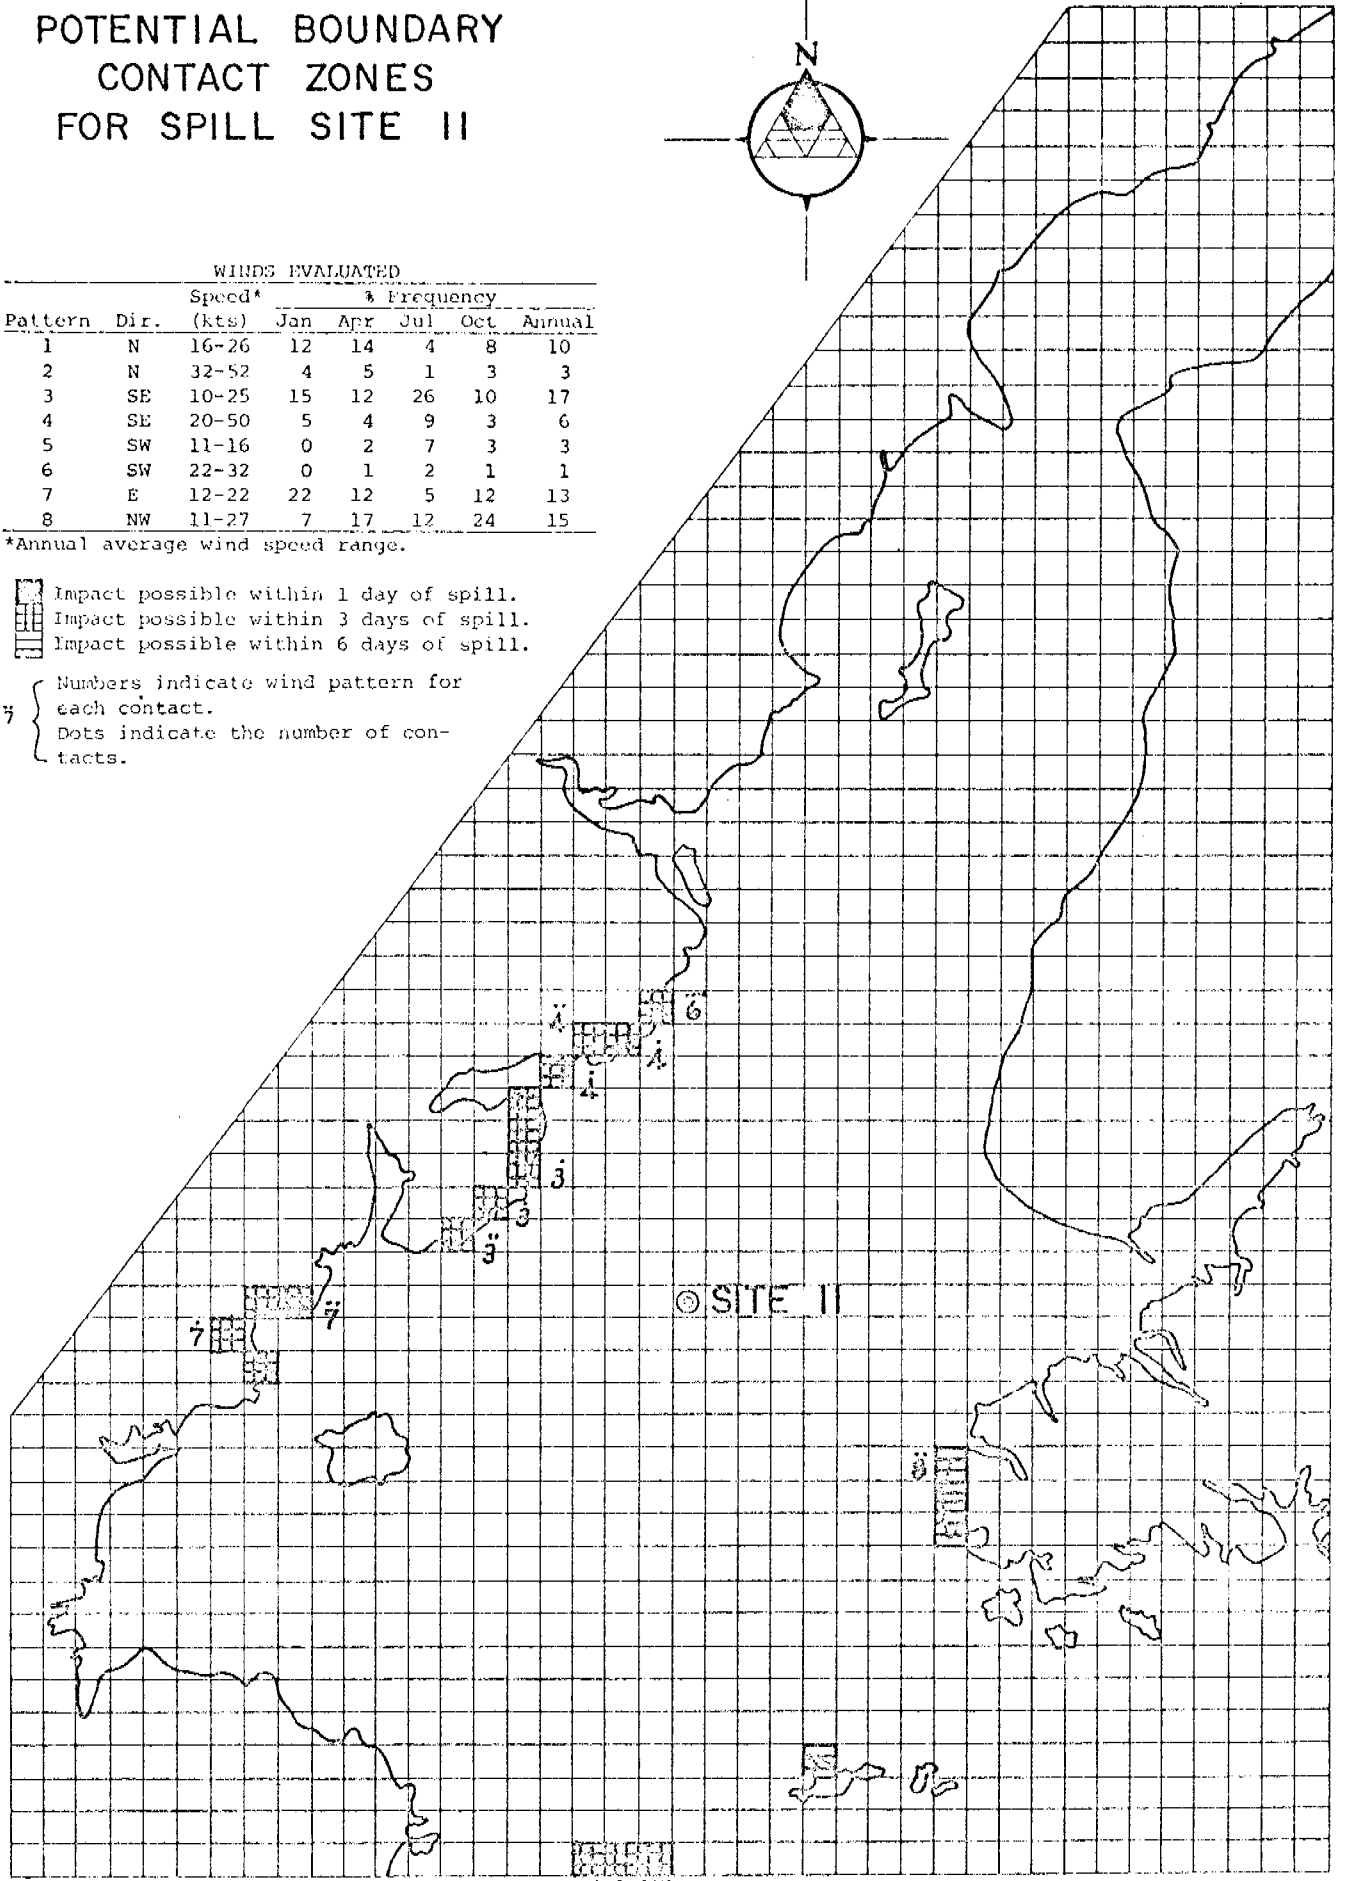 POTENTIAL BOUNDARY
CONTACT ZONES
FOR SPILL SITE II
N
WINDS EVALUATED
Speed* % Frequency
Pattern Dir. (kts) Jan Apr Jul Oct Annual
1 N 16-26 12 14 4 8 10
2 N 32-52 4 5 1 3 3
3 SE 10-25 15 12 26 10 17
4 SE 20-50 5 4 9 3 6
5 SW 11-16 0 2 7 3 3
6 SW 22-32 0 1 2 1 1
7 E 12-22 22 12 5 12 13
8 NW 11-27 7 17 12 24 15
*Annual average wind speed range.
Impact possible within 1 day of spill.
Impact possible within 3 days of spill.
Impact possible within 6 days of spill.
7 Numbers indicate wind pattern for
each contact.
Dots indicate the number of con-
tacts.
6
4
4
4
3
3
3
7
7
SITE II
8